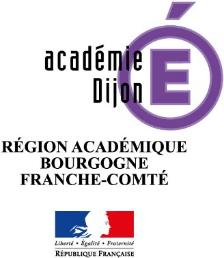 académie
Dijon
É
RÉGION ACADÉMIQUE
BOURGOGNE
FRANCHE-COMTÉ
Liberté • Égalité • Fraternité
RÉPUBLIQUE FRANÇAISE